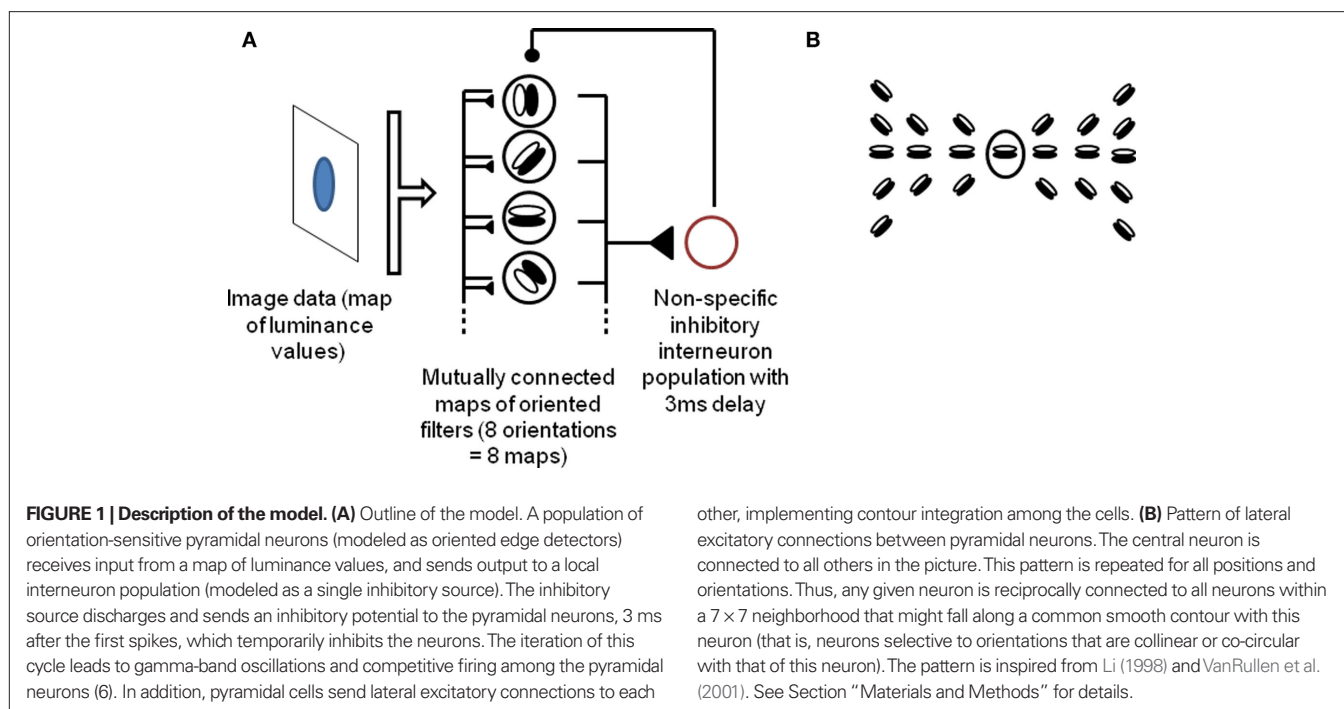 A
B
Image data (map
of luminance
values)
Mutually connected
maps of oriented
filters (8 orientations
= 8 maps)
Non-specific
inhibitory
interneuron
population with
3ms delay
FIGURE 1 | Description of the model. (A) Outline of the model. A population of
orientation-sensitive pyramidal neurons (modeled as oriented edge detectors)
receives input from a map of luminance values, and sends output to a local
interneuron population (modeled as a single inhibitory source). The inhibitory
source discharges and sends an inhibitory potential to the pyramidal neurons, 3 ms
after the first spikes, which temporarily inhibits the neurons. The iteration of this
cycle leads to gamma-band oscillations and competitive firing among the pyramidal
neurons (6). In addition, pyramidal cells send lateral excitatory connections to each
other, implementing contour integration among the cells. (B) Pattern of lateral
excitatory connections between pyramidal neurons. The central neuron is
connected to all others in the picture. This pattern is repeated for all positions and
orientations. Thus, any given neuron is reciprocally connected to all neurons within
a 7 × 7 neighborhood that might fall along a common smooth contour with this
neuron (that is, neurons selective to orientations that are collinear or co-circular
with that of this neuron). The pattern is inspired from Li (1998) and VanRullen et al.
(2001). See Section “Materials and Methods” for details.